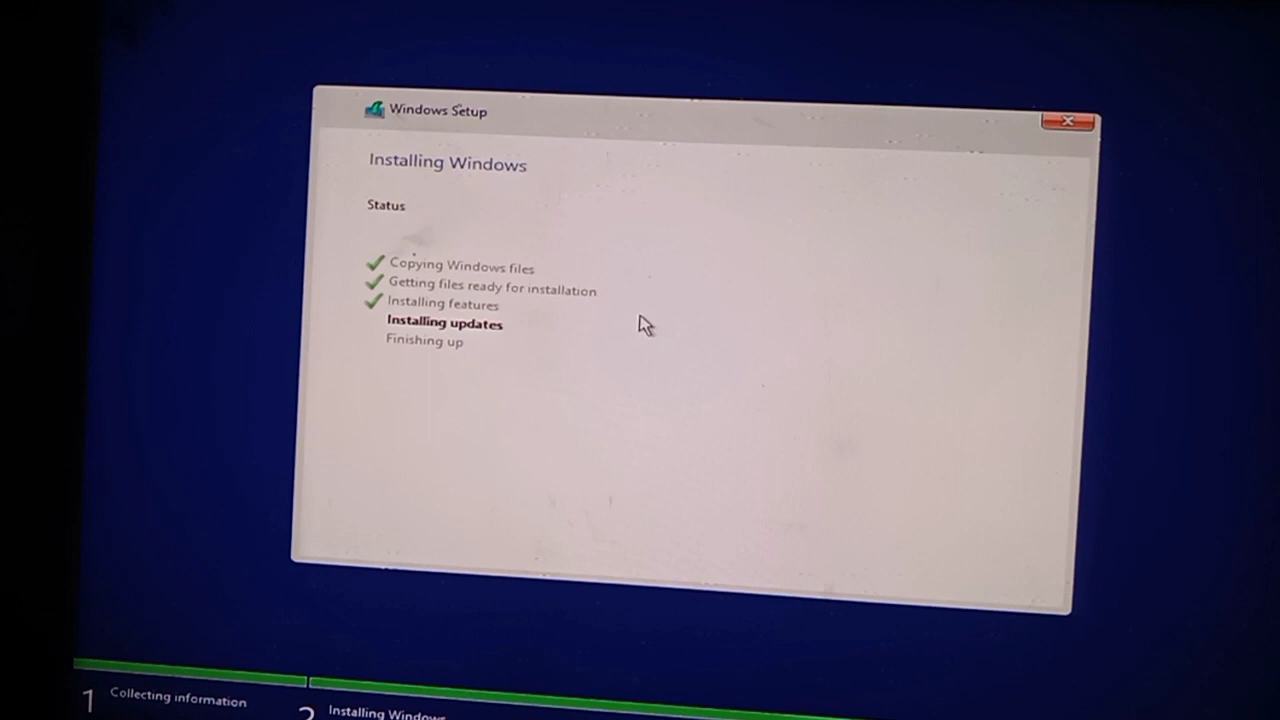 Windows Setup
Installing Windows
Status
Copying Windows files
Getting files ready for installation
Installing features
Installing updates
Finishing up
1 Collecting information
2 Installing Windows